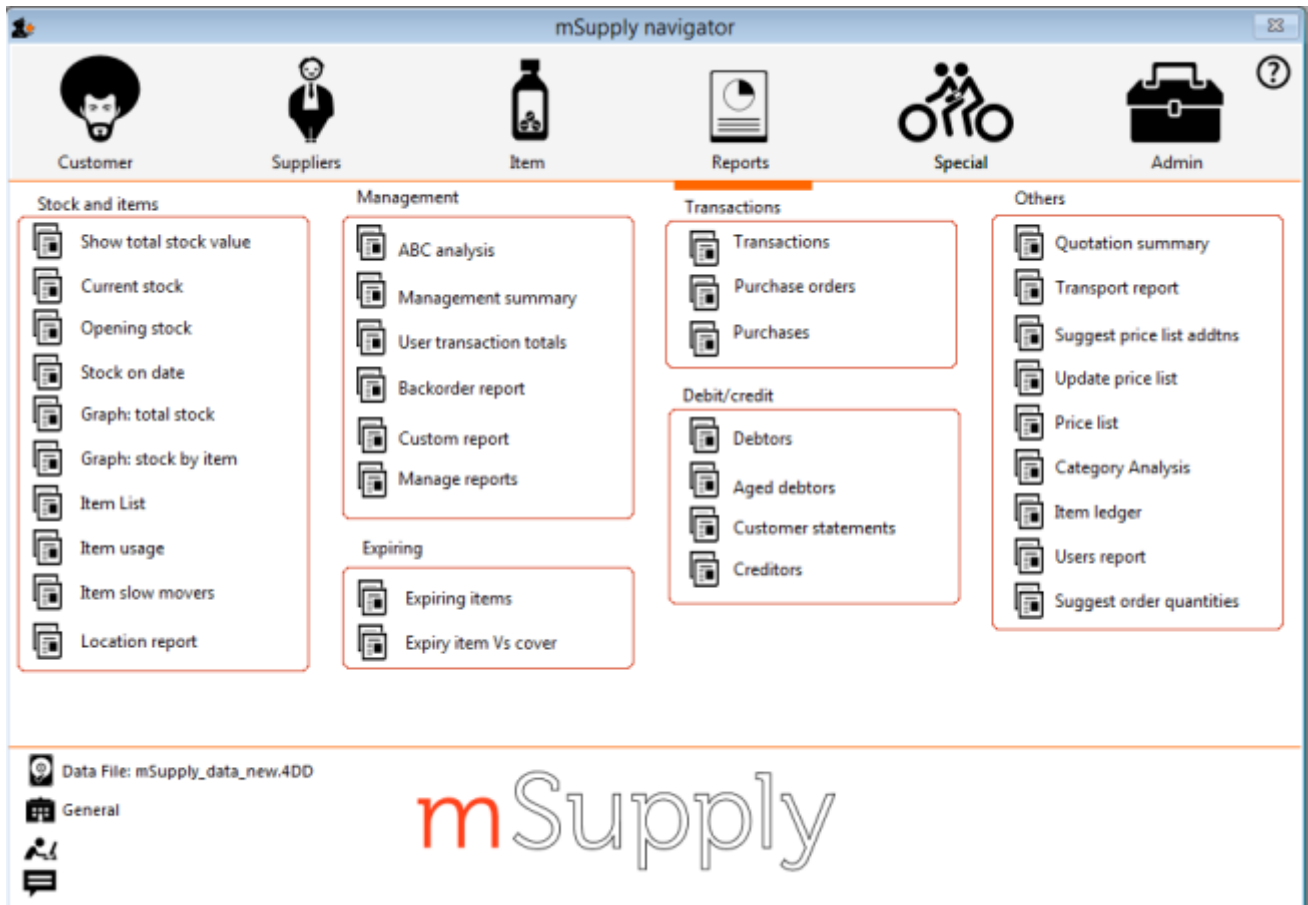 mSupply navigator
?
Customer
Suppliers
Item
Reports
Special
Admin
Stock and items
Show total stock value
Current stock
Opening stock
Stock on date
Graph: total stock
Graph: stock by item
Item List
Item usage
Item slow movers
Location report
Management
ABC analysis
Management summary
User transaction totals
Backorder report
Custom report
Manage reports
Expiring
Expiring items
Expiry item Vs cover
Transactions
Transactions
Purchase orders
Purchases
Debit/credit
Debtors
Aged debtors
Customer statements
Creditors
Others
Quotation summary
Transport report
Suggest price list addtns
Update price list
Price list
Category Analysis
Item ledger
Users report
Suggest order quantities
Data File: mSupply_data_new.4DD
General
mSupply